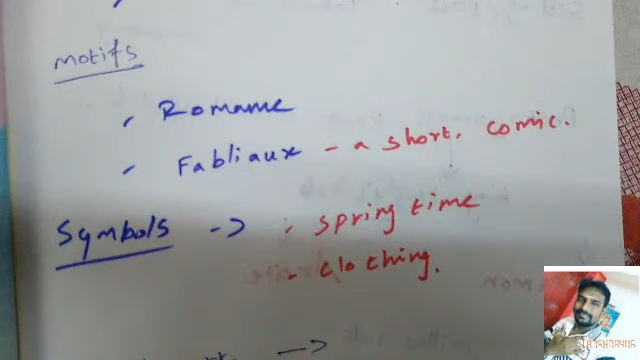 Motifs
Romance
Fabliaux - a short. comic.
Symbols -> spring time
- clothing.